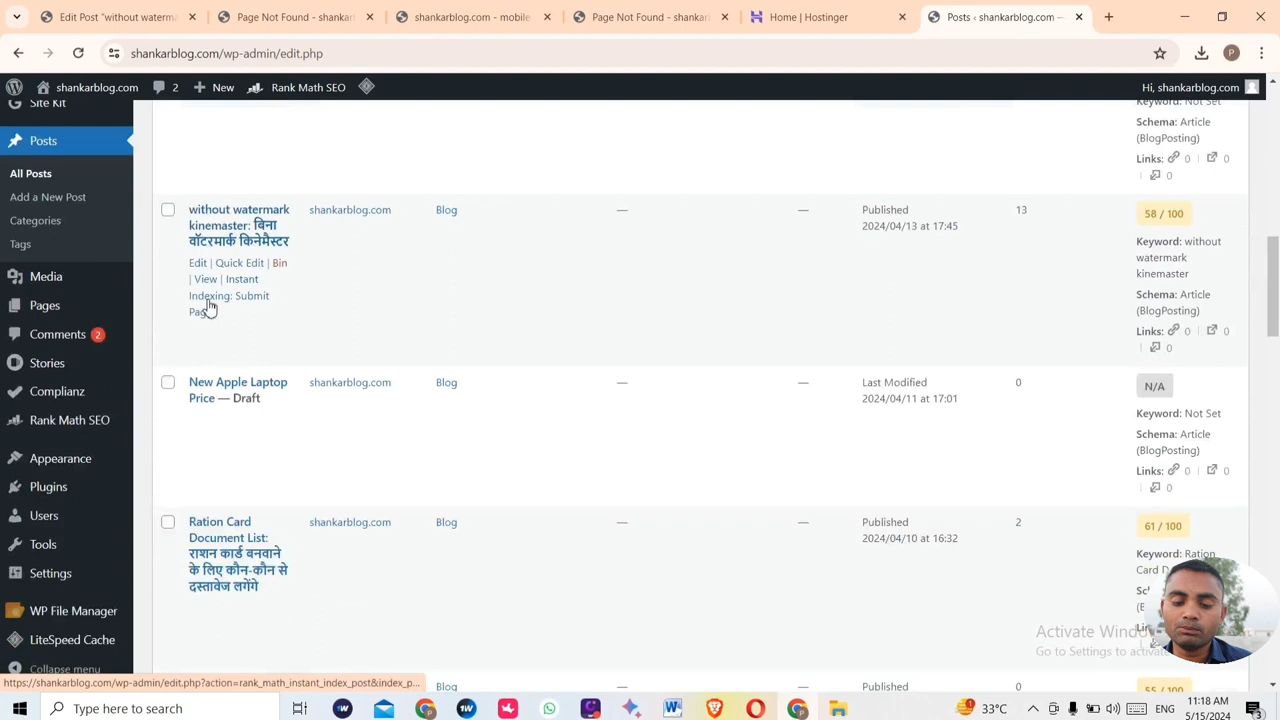 Edit Post "without waterma
Page Not Found - shankar
shankarblog.com - mobile
Page Not Found - shankar
Home | Hostinger
Posts ‹ shankarblog.com —
shankarblog.com/wp-admin/edit.php
P
shankarblog.com
2
New
Rank Math SEO
Hi, shankarblog.com
Site Kit
Posts
All Posts
Add a New Post
Categories
Tags
Media
Pages
Comments 2
Stories
Complianz
Rank Math SEO
Appearance
Plugins
Users
Tools
Settings
WP File Manager
LiteSpeed Cache
Collapse menu
Keyword: Not Set
Schema: Article
(BlogPosting)
Links: 0 | 0
| 0
without watermark
kinemaster: बिना
वॉटरमार्क किनेमैस्टर
Edit | Quick Edit | Bin
| View | Instant
Indexing: Submit
Page
shankarblog.com
Blog
—
—
Published
2024/04/13 at 17:45
13
58 / 100
Keyword: without
watermark
kinemaster
Schema: Article
(BlogPosting)
Links: 0 | 0
| 0
New Apple Laptop
Price — Draft
shankarblog.com
Blog
—
—
Last Modified
2024/04/11 at 17:01
0
N/A
Keyword: Not Set
Schema: Article
(BlogPosting)
Links: 0 | 0
| 0
Ration Card
Document List:
राशन कार्ड बनवाने
के लिए कौन-कौन से
दस्तावेज लगेंगे
shankarblog.com
Blog
—
—
Published
2024/04/10 at 16:32
2
61 / 100
Keyword: Ration
Card
Blog
Published
0
55 / 100
Activate Windo
Go to Settings to activate
https://shankarblog.com/wp-admin/edit.php?action=rank_math_instant_index_post&index_p...
Type here to search
33°C
ENG
11:18 AM
5/15/2024
3